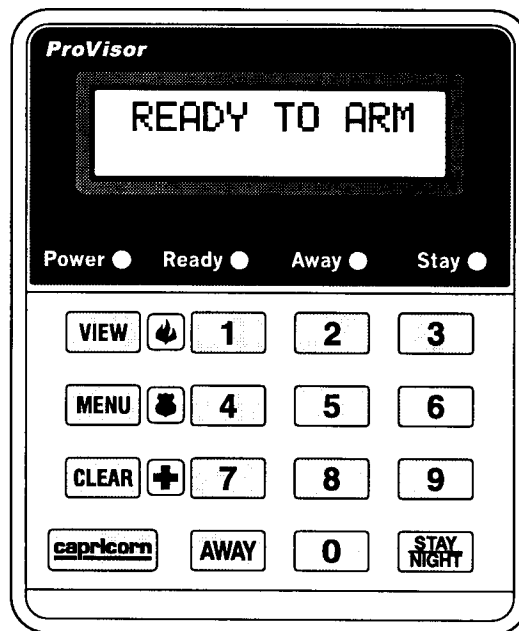 ProVisor
READY TO ARM
Power Ready Away Stay
VIEW 1 2 3
MENU 4 5 6
CLEAR 7 8 9
capricorn AWAY 0 STAY
NIGHT